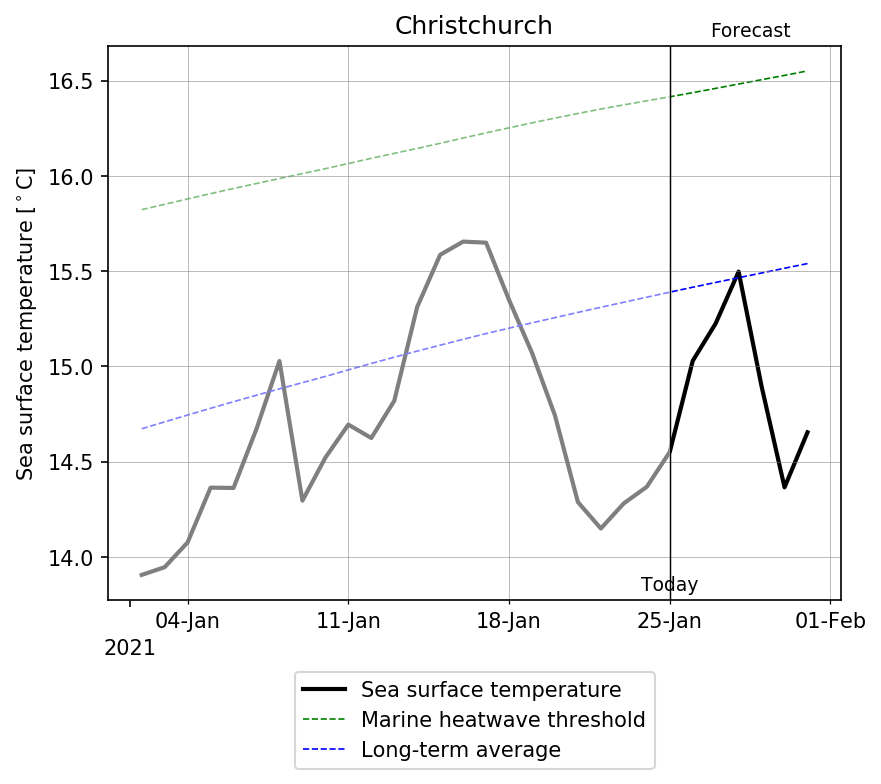 Christchurch
Forecast
Sea surface temperature [°C]
16.5
16.0
15.5
15.0
14.5
14.0
Today
04-Jan 11-Jan 18-Jan 25-Jan 01-Feb
2021
Sea surface temperature
Marine heatwave threshold
Long-term average